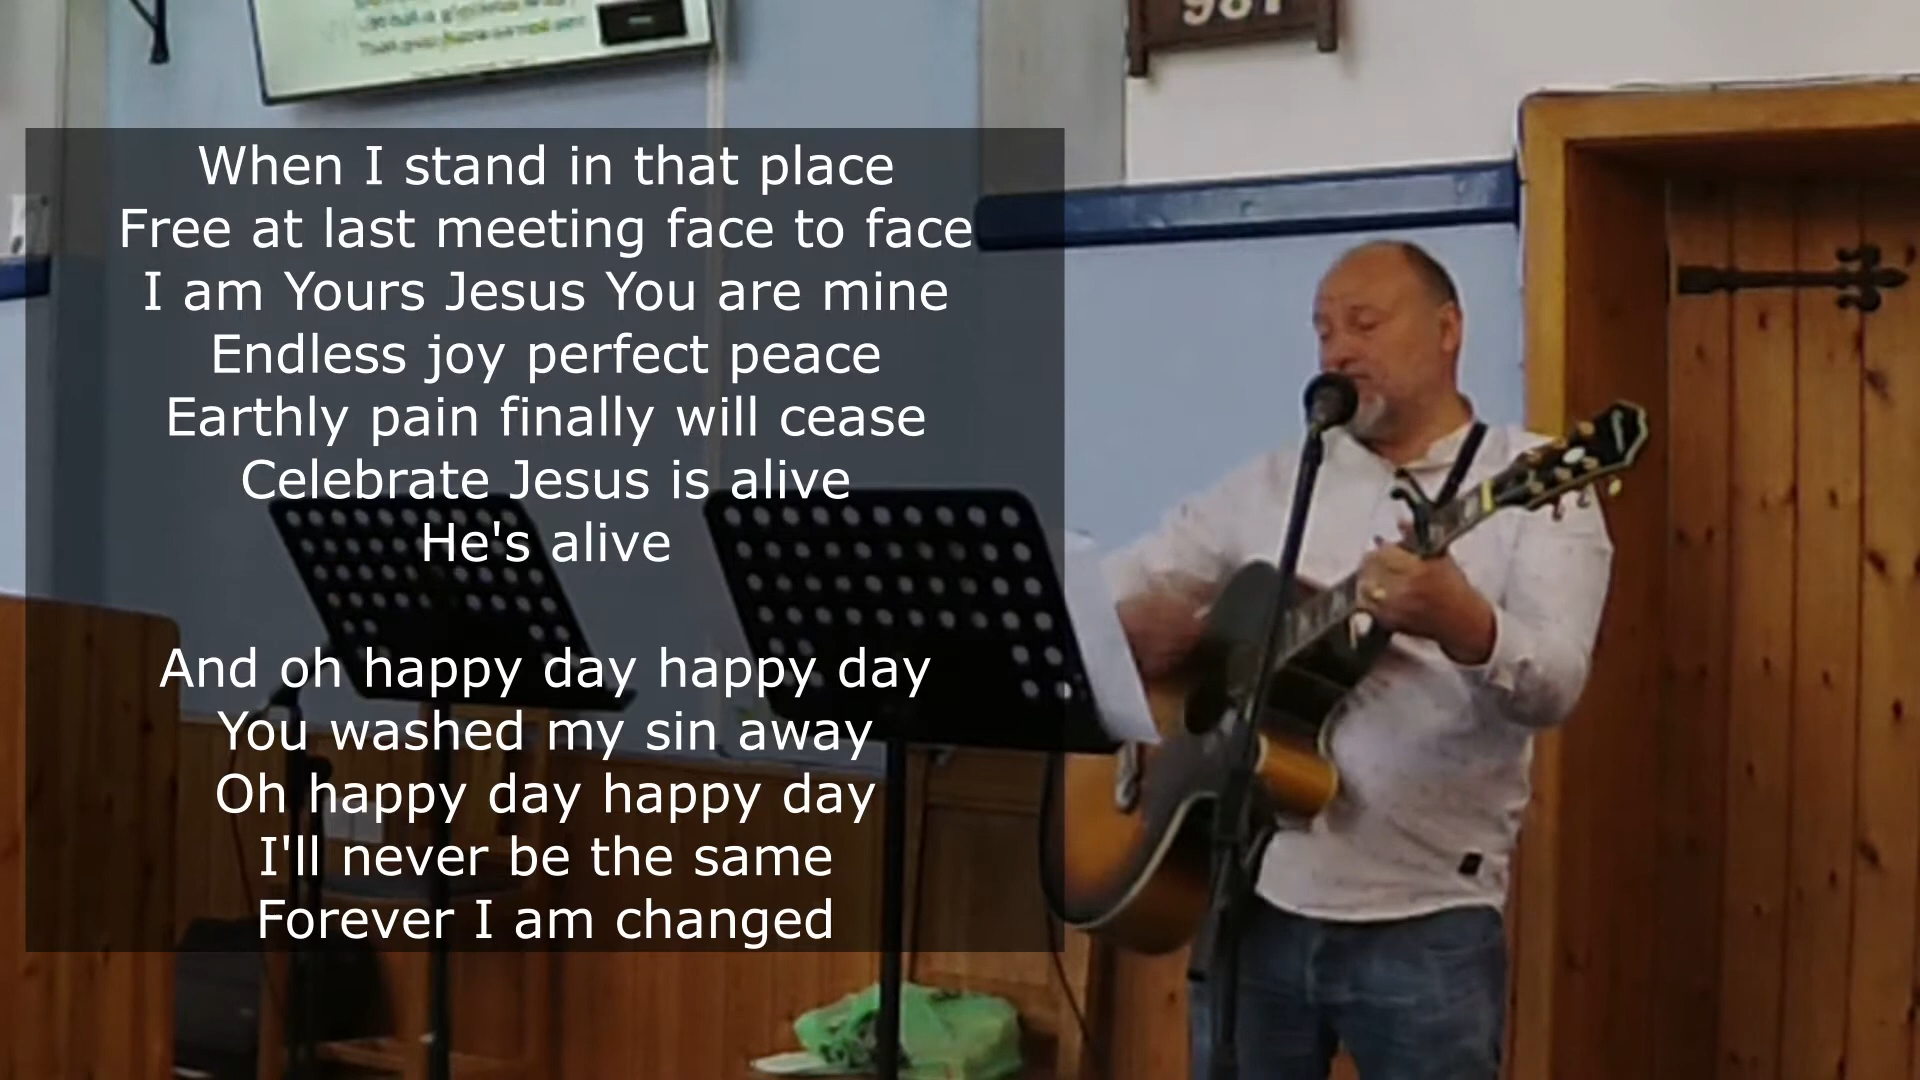 When I stand in that place
Free at last meeting face to face
I am Yours Jesus You are mine
Endless joy perfect peace
Earthly pain finally will cease
Celebrate Jesus is alive
He's alive
And oh happy day happy day
You washed my sin away
Oh happy day happy day
I'll never be the same
Forever I am changed